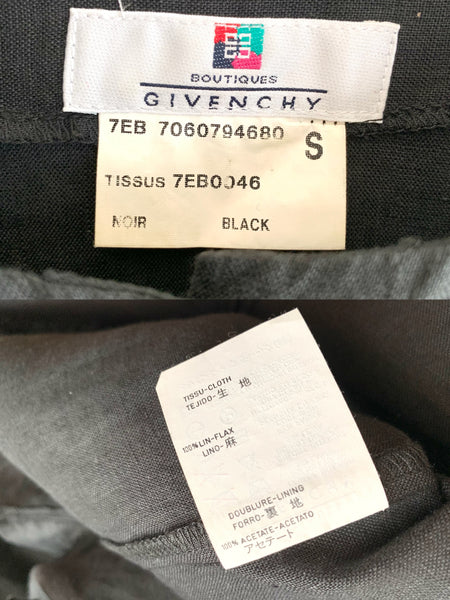 BOUTIQUES
GIVENCHY
7EB 7060794680
S
TISSUS 7EB0046
NOIR BLACK
TISSU-CLOTH
TEJIDO-生地
100% LIN-FLAX
LINO-麻
DOUBLURE-LINING
FORRO-裏地
100% ACETATE-ACETATO
アセテート